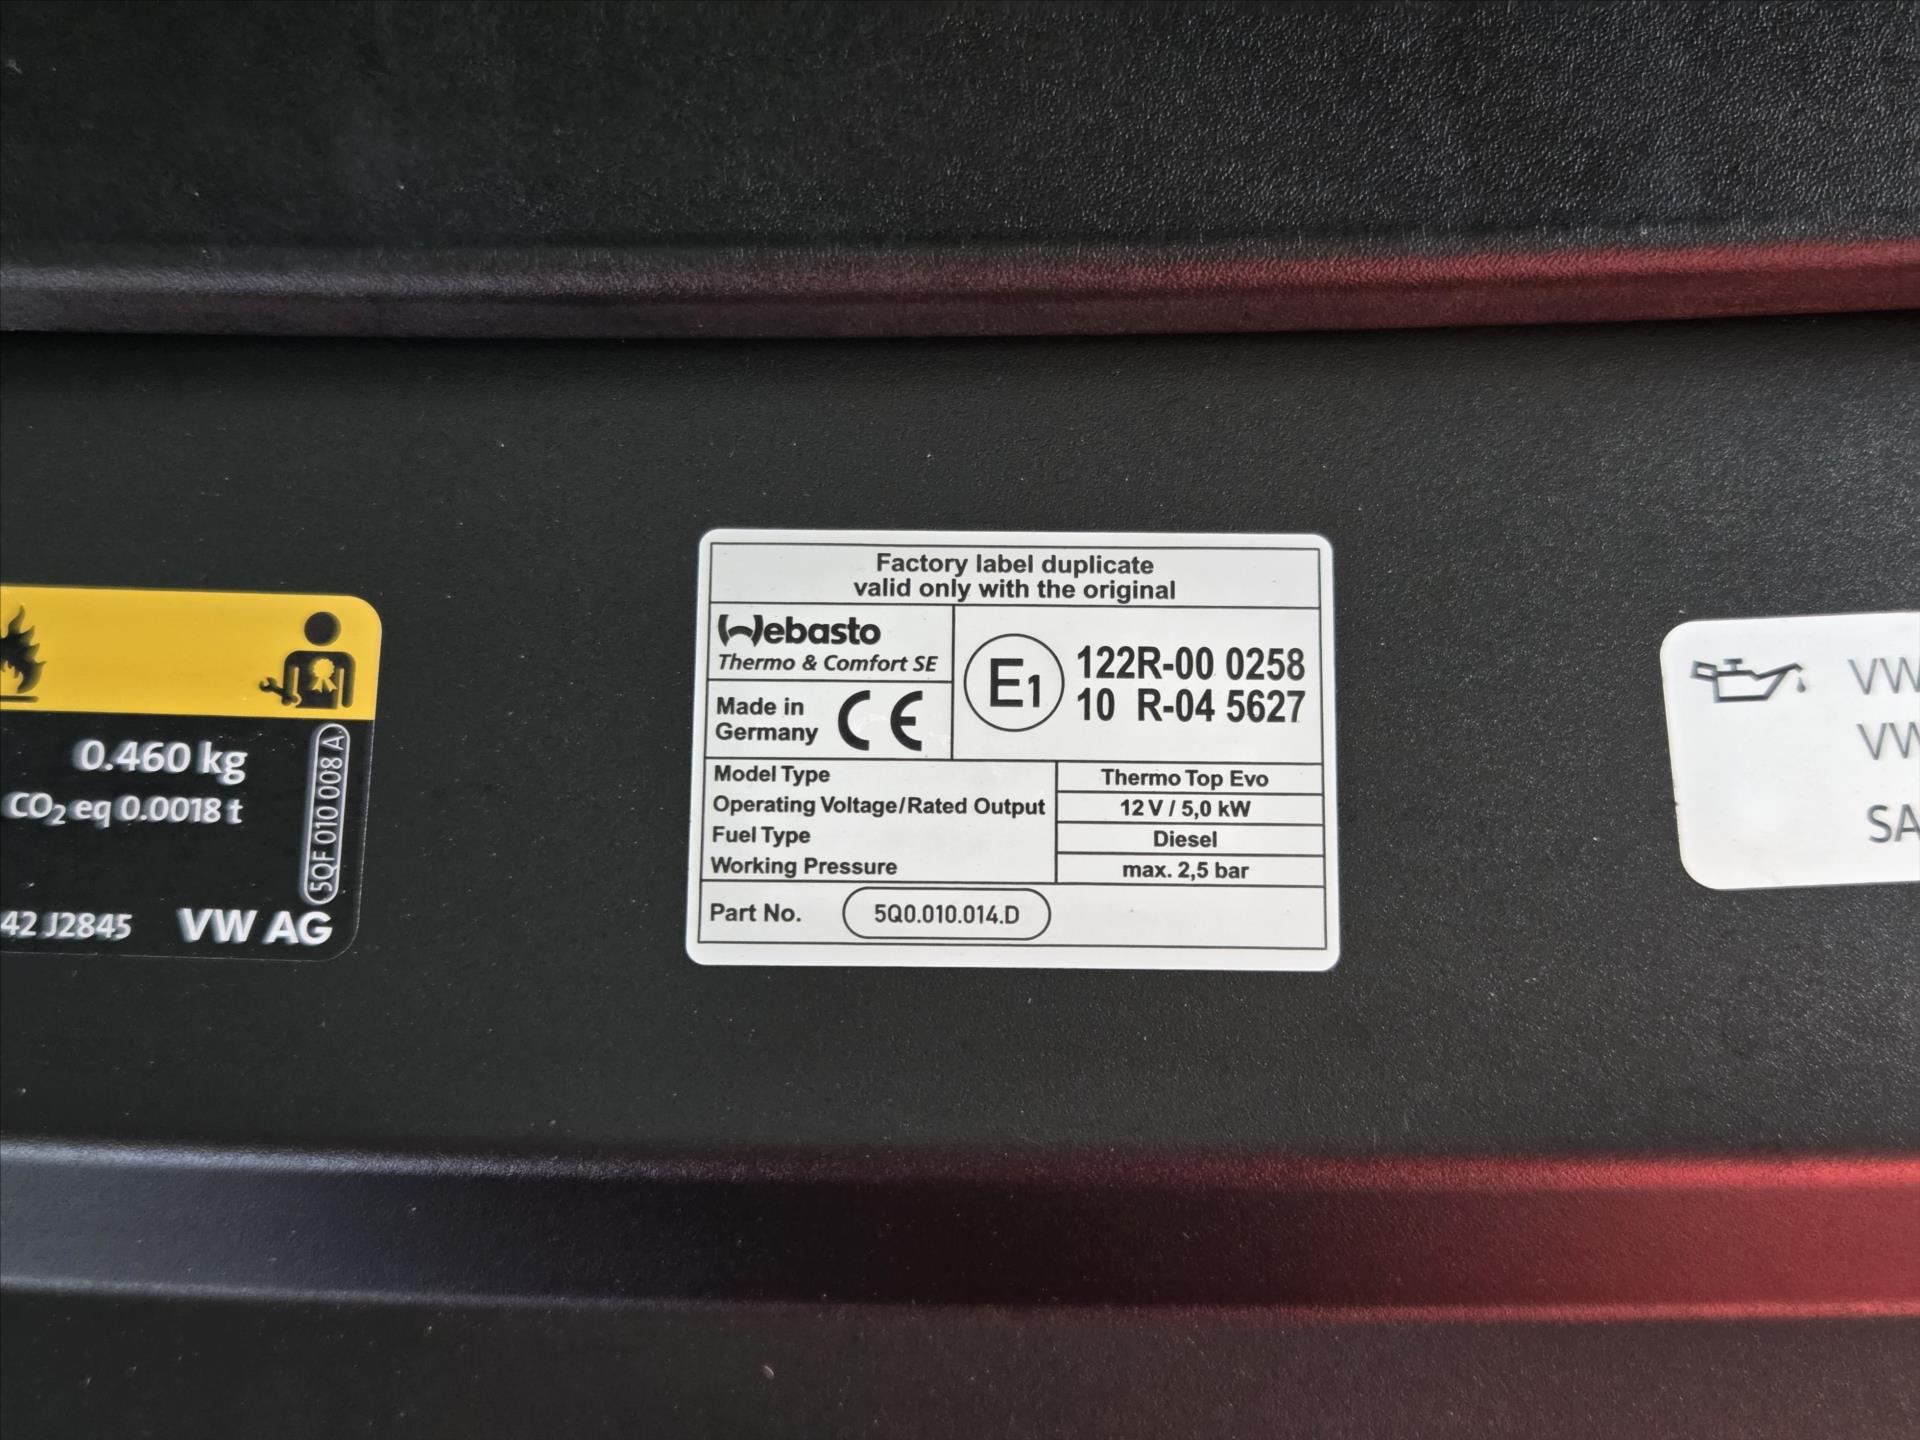 0.460 kg
CO2 eq 0.0018 t
5QF 010 008 A
42 J2845 VW AG
Factory label duplicate
valid only with the original
Webasto
Thermo & Comfort SE
Made in
Germany
CE
E1
122R-00 0258
10 R-04 5627
Model Type Thermo Top Evo
Operating Voltage/Rated Output 12 V / 5,0 kW
Fuel Type Diesel
Working Pressure max. 2,5 bar
Part No. 5Q0.010.014.D
VW
VW
SA